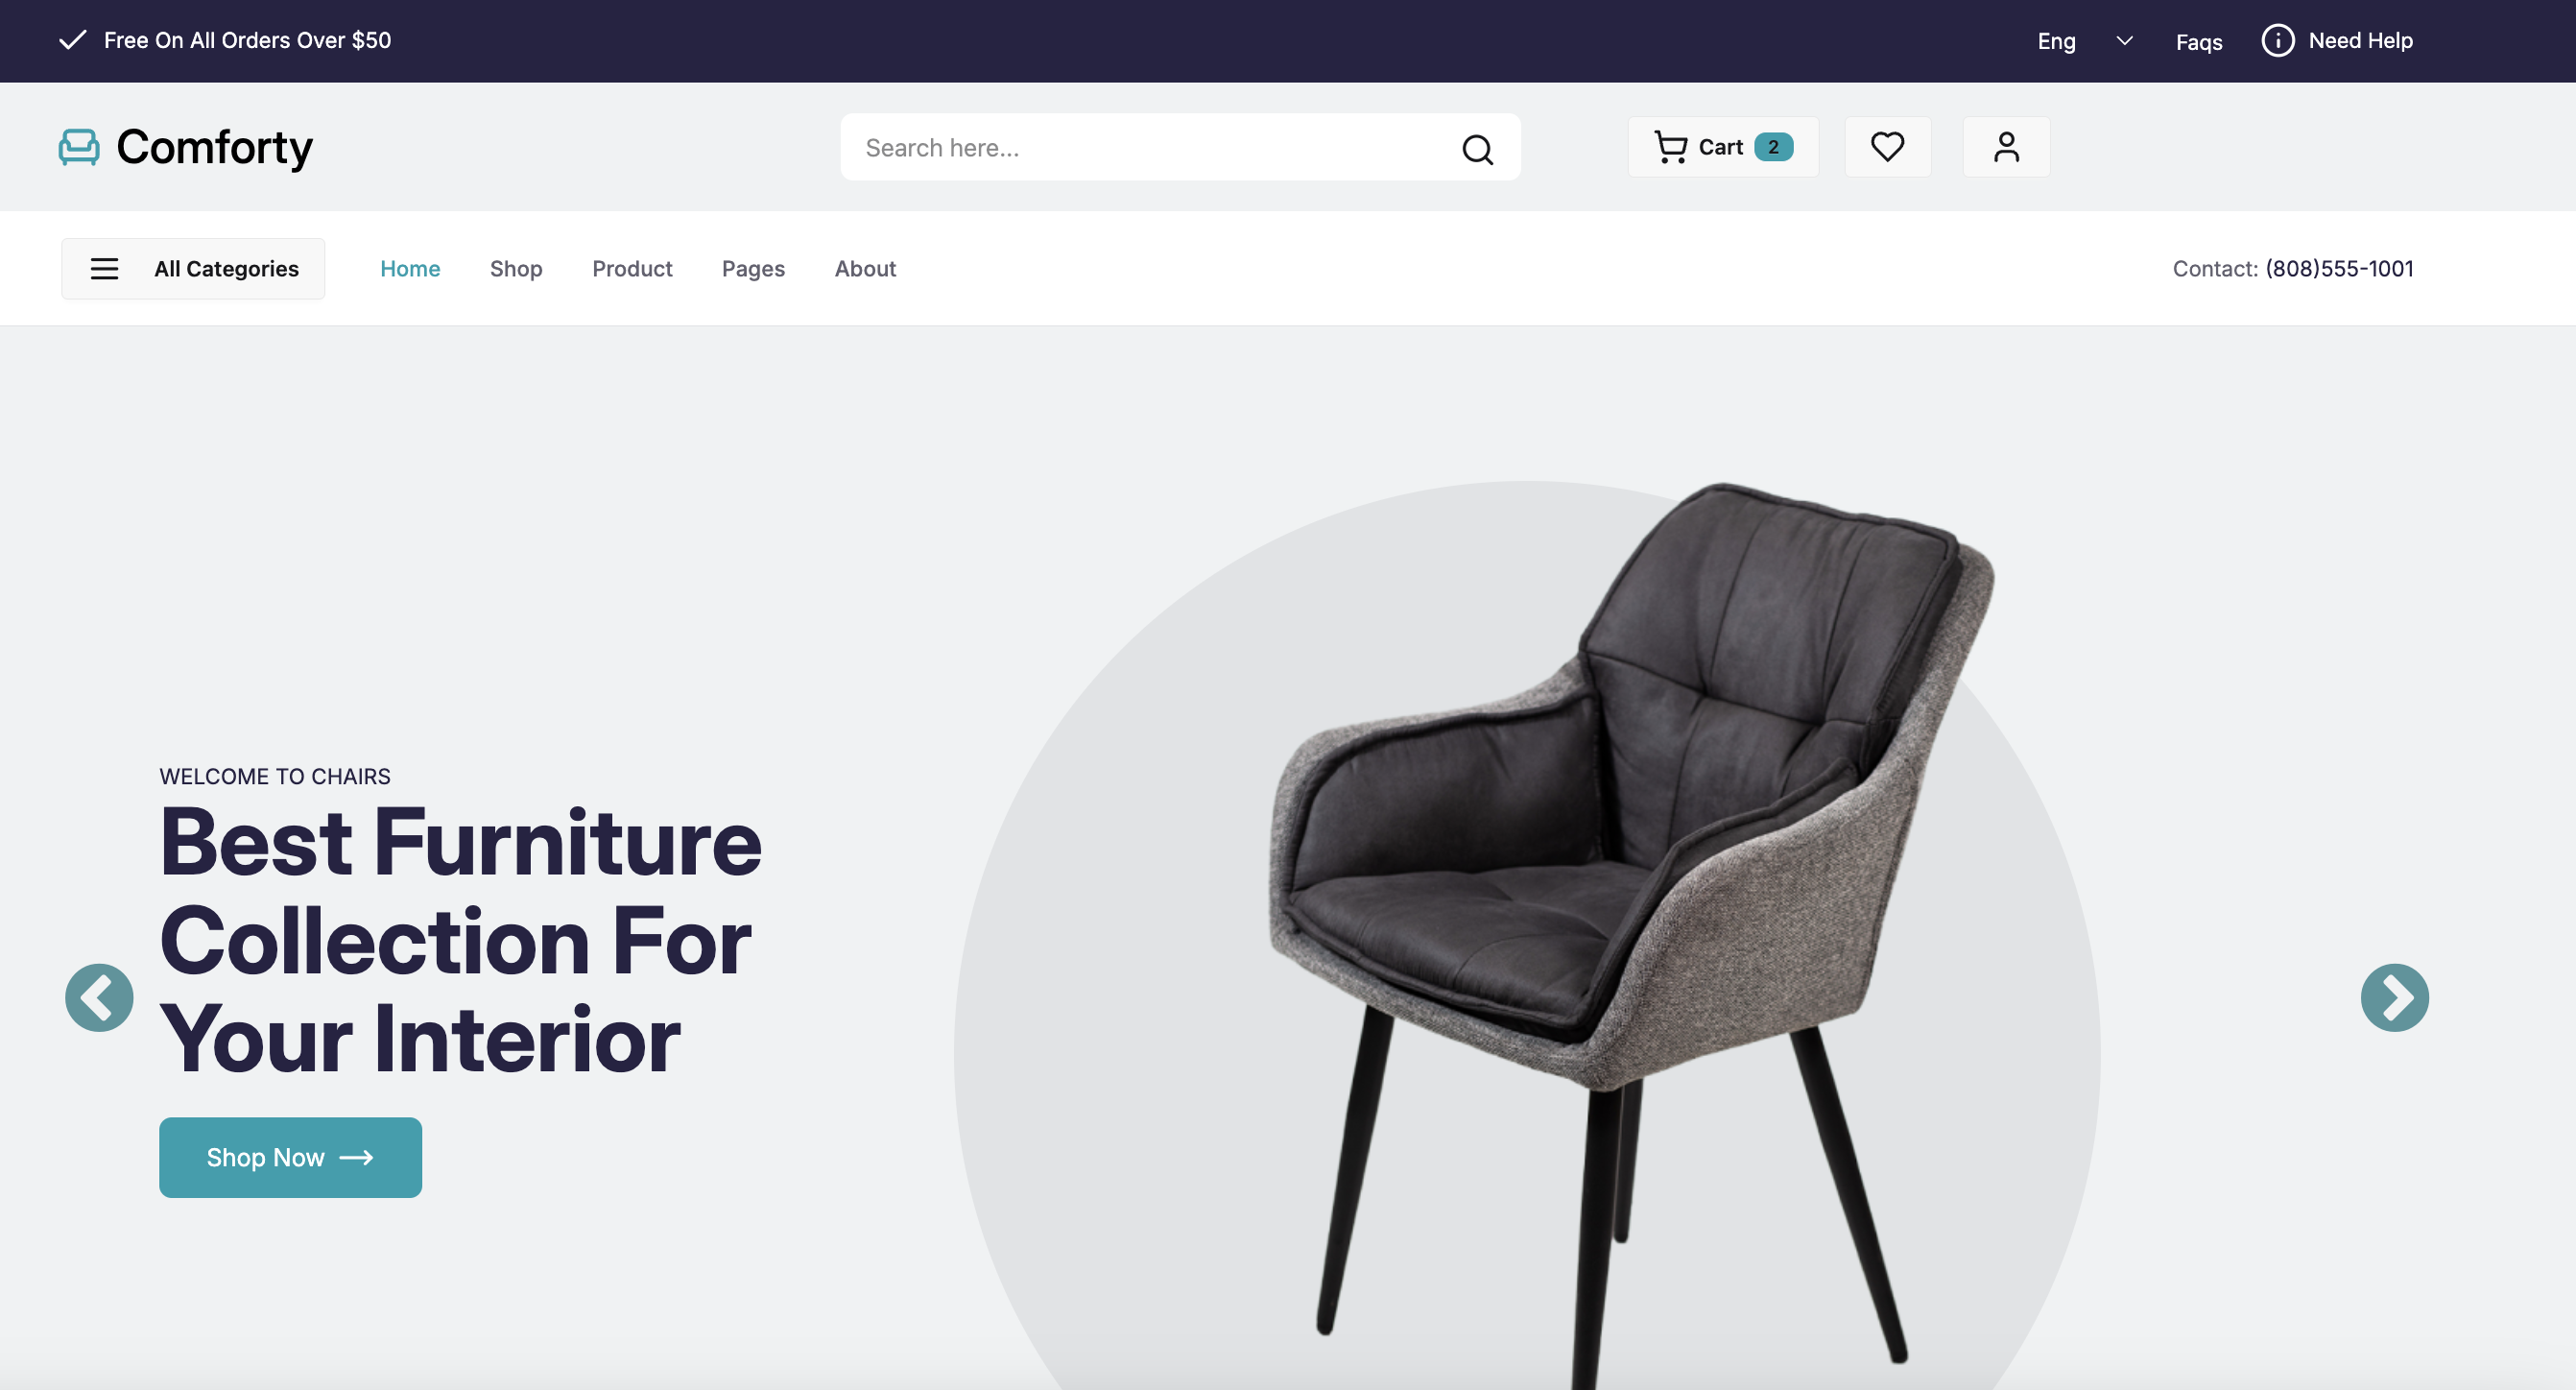 Free On All Orders Over $50
Eng
Faqs
Need Help
Comforty
Search here...
Cart 2
All Categories
Home
Shop
Product
Pages
About
Contact: (808)555-1001
WELCOME TO CHAIRS
Best Furniture
Collection For
Your Interior
Shop Now